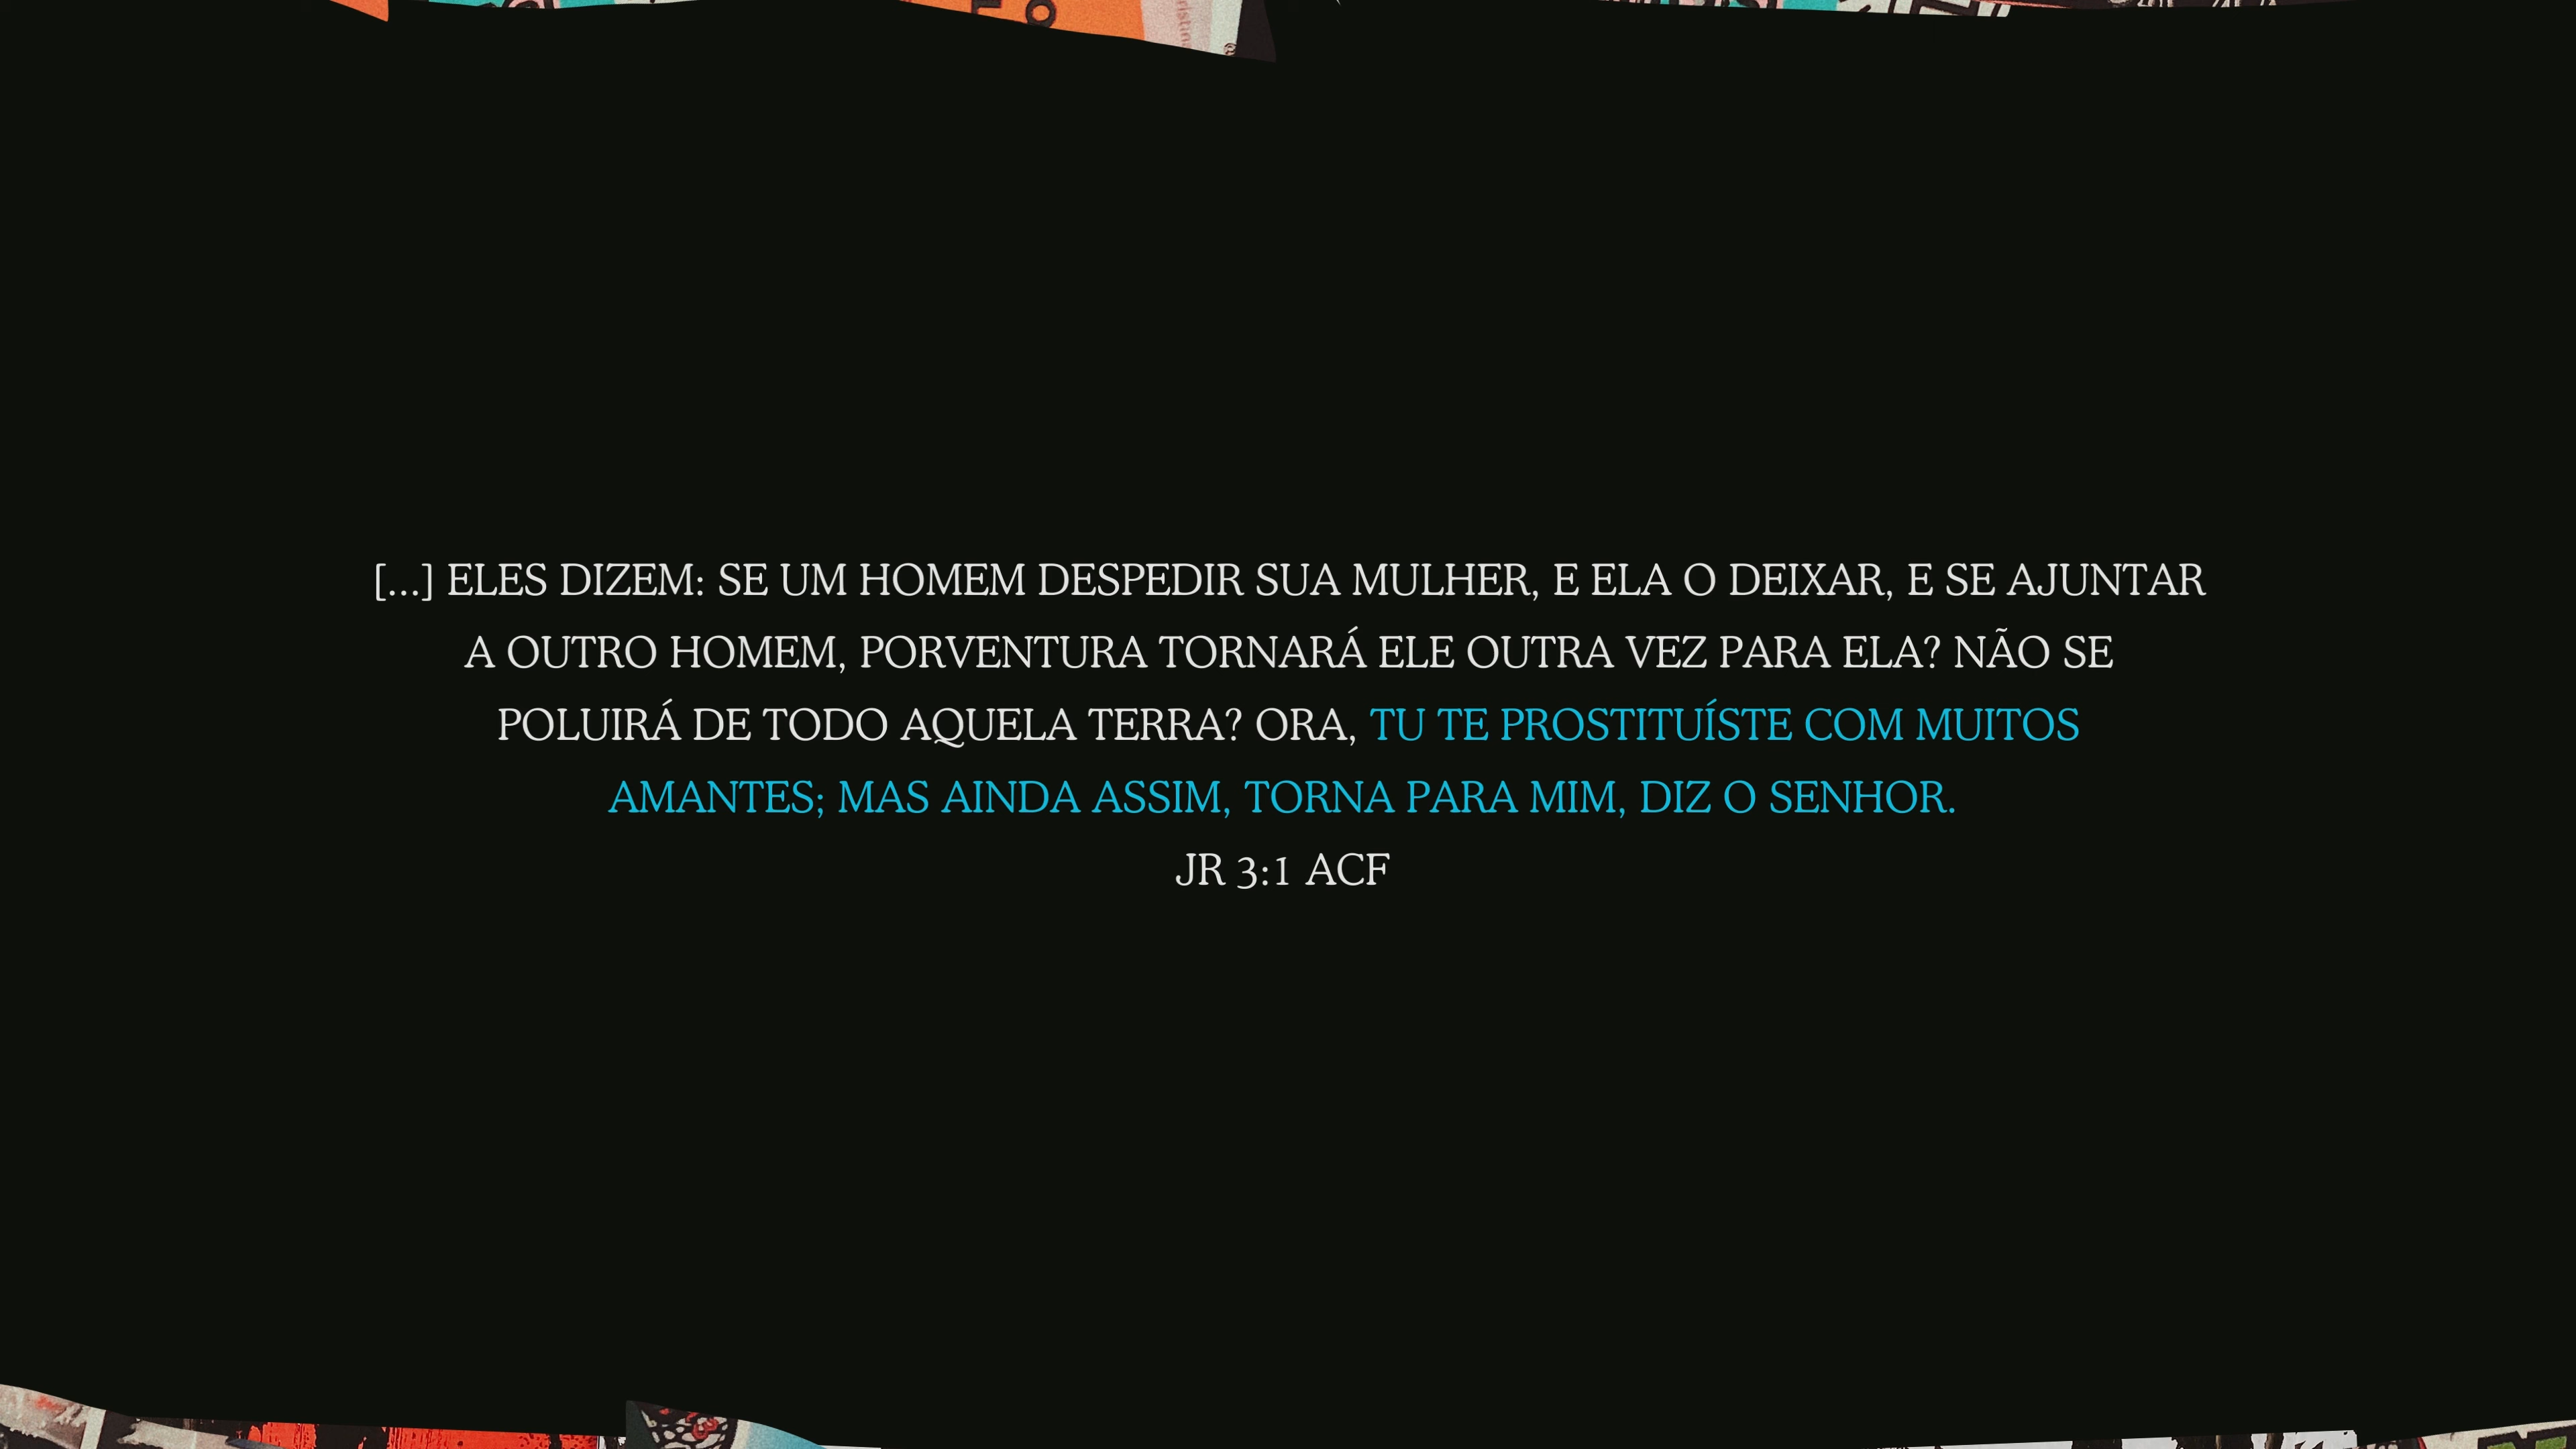 [...] ELES DIZEM: SE UM HOMEM DESPEDIR SUA MULHER, E ELA O DEIXAR, E SE AJUNTAR
A OUTRO HOMEM, PORVENTURA TORNARÁ ELE OUTRA VEZ PARA ELA? NÃO SE
POLUIRÁ DE TODO AQUELA TERRA? ORA, TU TE PROSTITUÍSTE COM MUITOS
AMANTES; MAS AINDA ASSIM, TORNA PARA MIM, DIZ O SENHOR.
JR 3:1 ACF